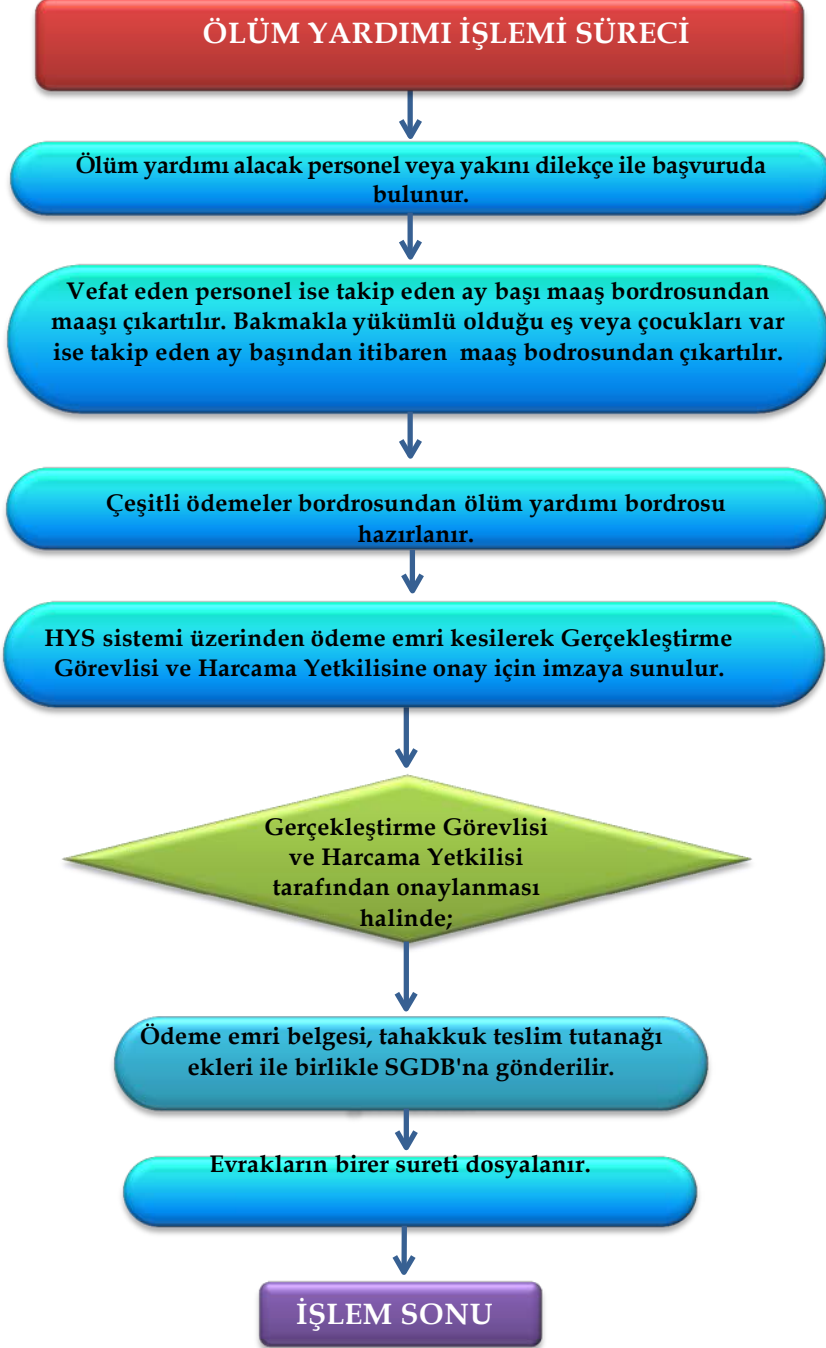 ÖLÜM YARDIMI İŞLEMİ SÜRECİ
Ölüm yardımı alacak personel veya yakını dilekçe ile başvuruda
bulunur.
Vefat eden personel ise takip eden ay başı maaş bordrosundan
maaşı çıkartılır. Bakmakla yükümlü olduğu eş veya çocukları var
ise takip eden ay başından itibaren maaş bodrosundan çıkartılır.
Çeşitli ödemeler bordrosundan ölüm yardımı bordrosu
hazırlanır.
HYS sistemi üzerinden ödeme emri kesilerek Gerçekleştirme
Görevlisi ve Harcama Yetkilisine onay için imzaya sunulur.
Gerçekleştirme Görevlisi
ve Harcama Yetkilisi
tarafından onaylanması
halinde;
Ödeme emri belgesi, tahakkuk teslim tutanağı
ekleri ile birlikte SGDB'na gönderilir.
Evrakların birer sureti dosyalanır.
İŞLEM SONU